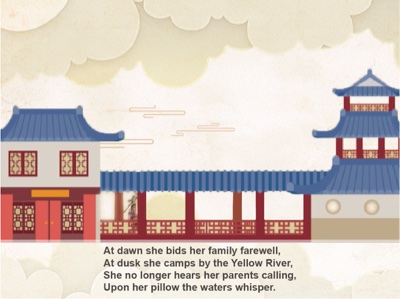 At dawn she bids her family farewell,
At dusk she camps by the Yellow River,
She no longer hears her parents calling,
Upon her pillow the waters whisper.